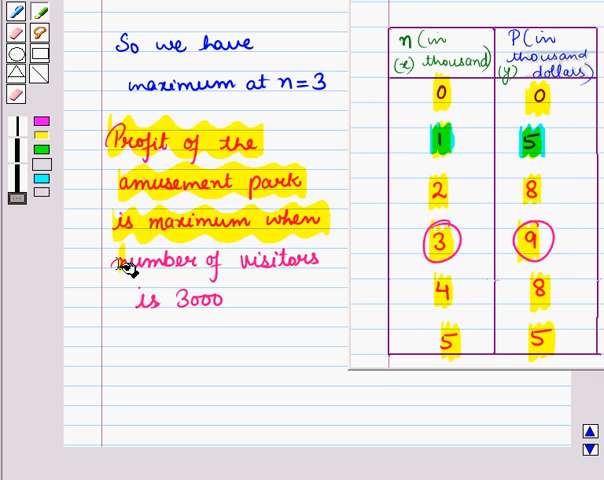 So we have
maximum at n=3
Profit of the
amusement park
is maximum when
number of visitors
is 3000
n (in P (in
(x) thousand) thousand
(y) dollars)
0 0
1 5
2 8
3 9
4 8
5 5